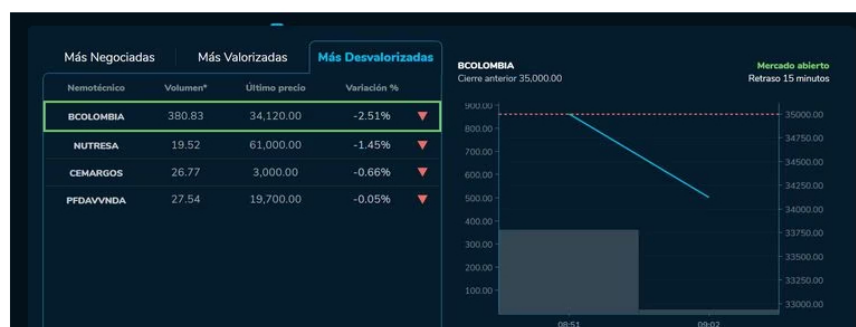 Más Negociadas Más Valorizadas Más Desvalorizadas
Nemotécnico Volumen* Último precio Variación %
BCOLOMBIA 380.83 34,120.00 -2.51%
NUTRESA 19.52 61,000.00 -1.45%
CEMARGOS 26.77 3,000.00 -0.66%
PFDAVVNDA 27.54 19,700.00 -0.05%
BCOLOMBIA Mercado abierto
Cierre anterior 35,000.00 Retraso 15 minutos
900.00 35000.00
800.00 34750.00
700.00 34500.00
600.00 34250.00
500.00 34000.00
400.00 33750.00
300.00 33500.00
200.00 33250.00
100.00 33000.00
08:51 09:02